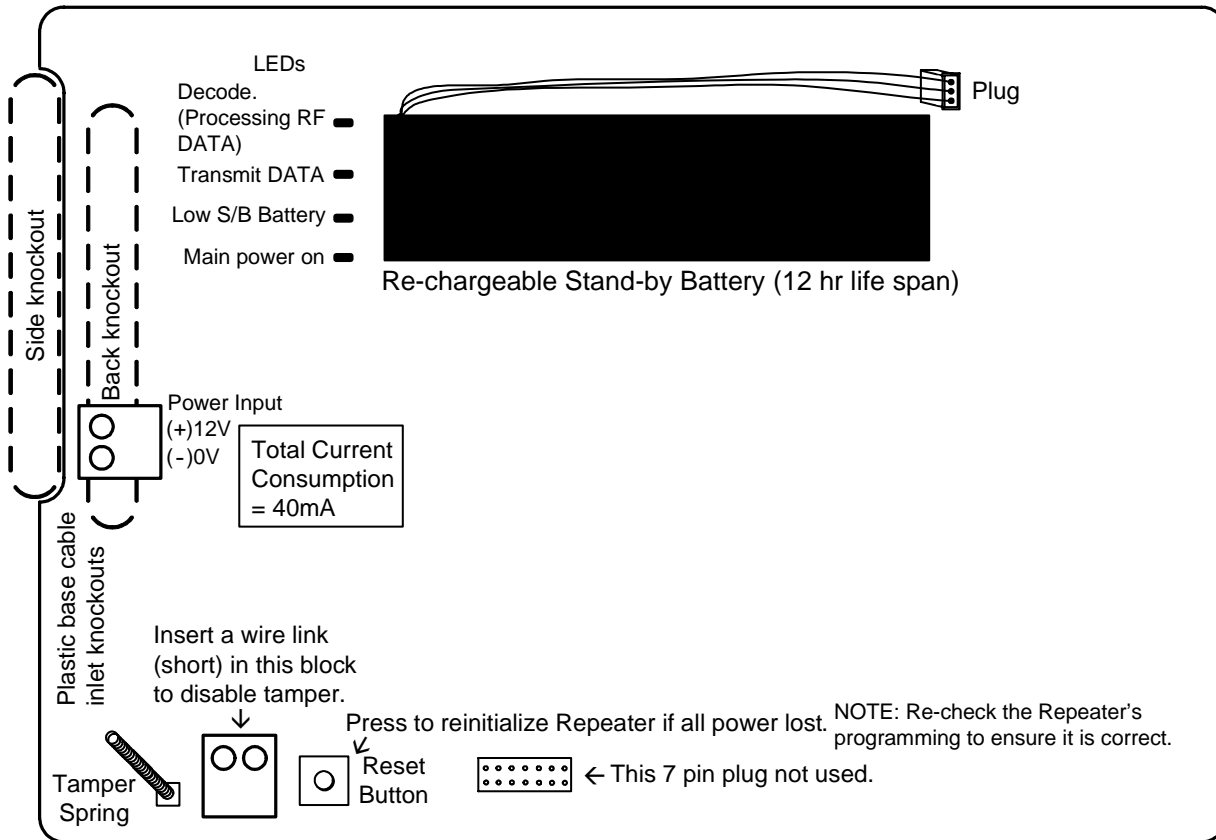 LEDs
Decode.
(Processing RF
DATA)
Transmit DATA
Low S/B Battery
Main power on
Plug
Re-chargeable Stand-by Battery (12 hr life span)
Side knockout
Back knockout
Power Input
(+)12V
(-)0V
Total Current
Consumption
= 40mA
Plastic base cable
inlet knockouts
Insert a wire link
(short) in this block
to disable tamper.
Press to reinitialize Repeater if all power lost.
NOTE: Re-check the Repeater's
programming to ensure it is correct.
Tamper
Spring
Reset
Button
This 7 pin plug not used.